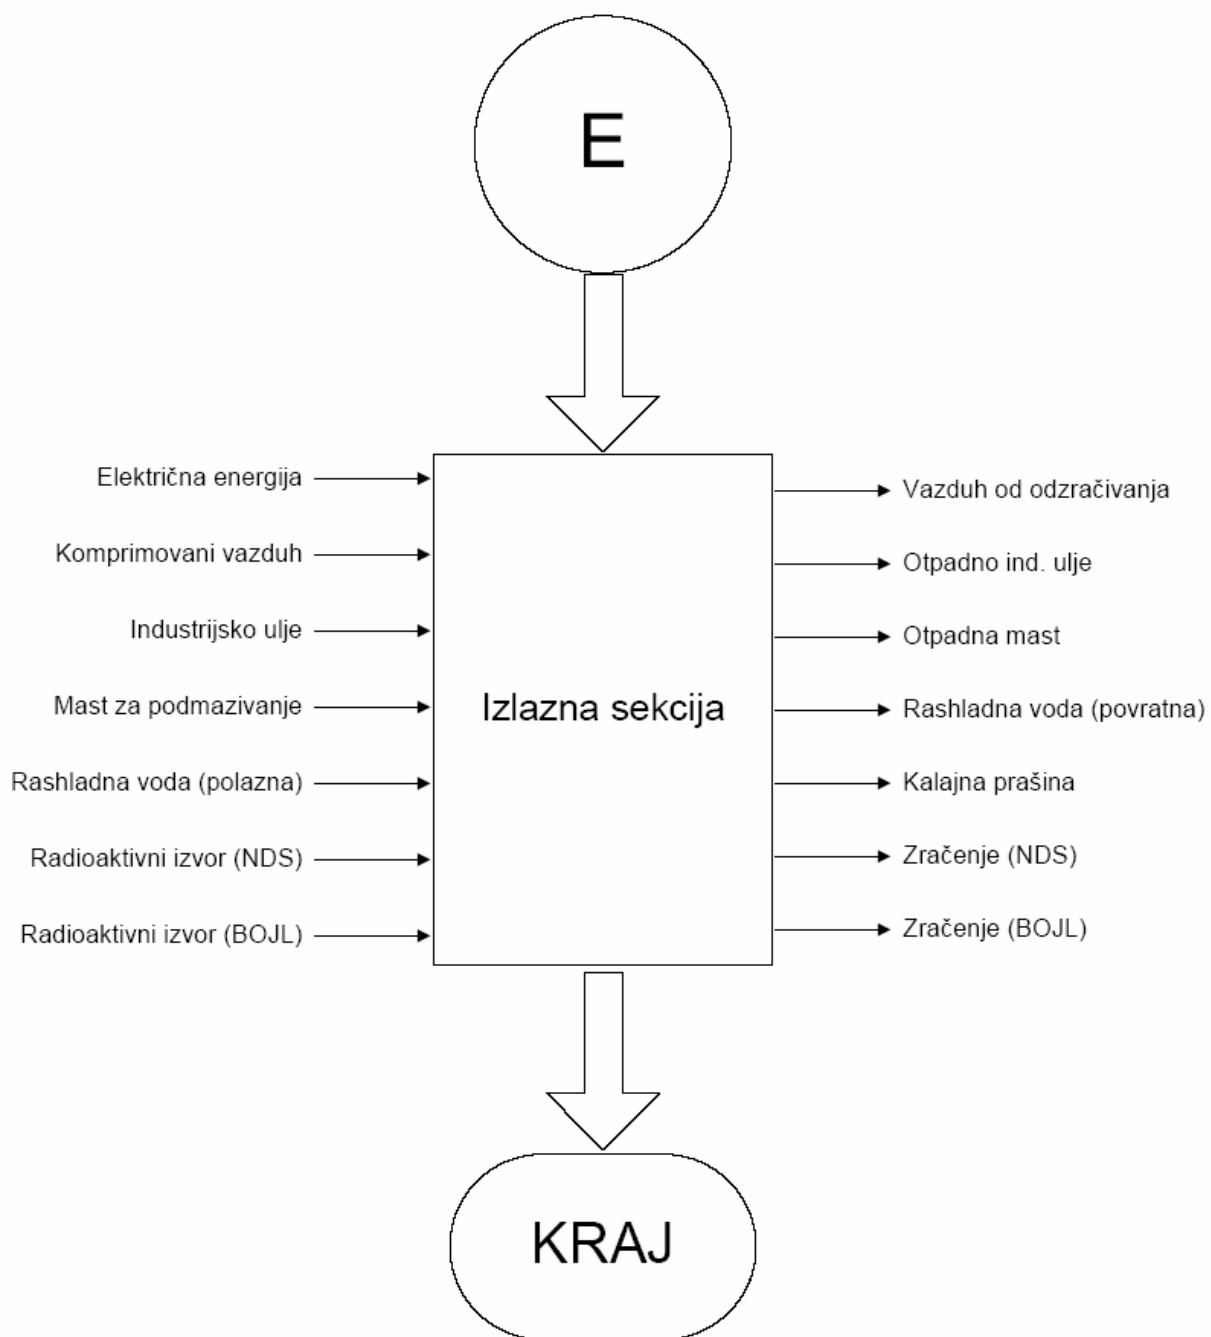 E
Električna energija
Komprimovani vazduh
Industrijsko ulje
Mast za podmazivanje
Rashladna voda (polazna)
Radioaktivni izvor (NDS)
Radioaktivni izvor (BOJL)
Izlazna sekcija
Vazduh od odzračivanja
Otpadno ind. ulje
Otpadna mast
Rashladna voda (povratna)
Kalajna prašina
Zračenje (NDS)
Zračenje (BOJL)
KRAJ